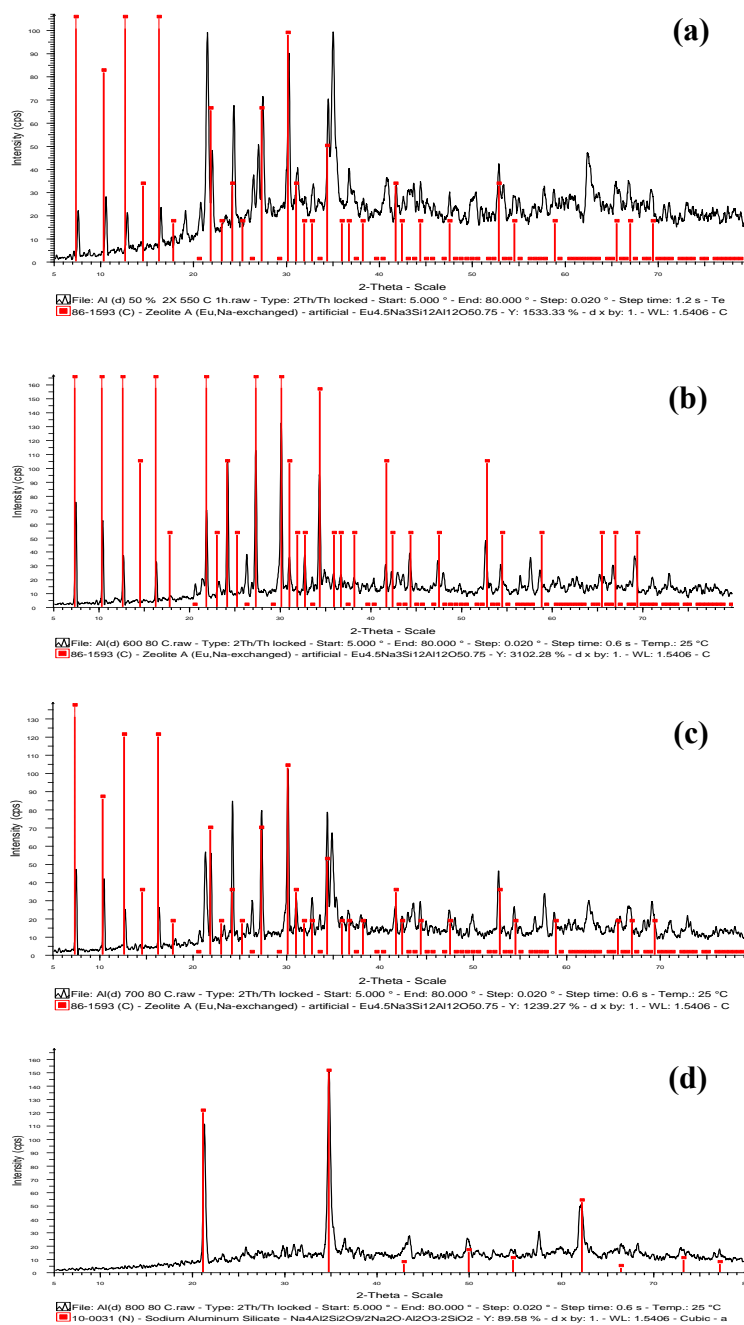 (a)
Intensity (cps)
100
90
80
70
60
50
40
30
20
10
0
5 10 20 30 40 50 60 70
2-Theta - Scale
File: Al (d) 50 % 2X 550 C 1h.raw - Type: 2Th/Th locked - Start: 5.000 ° - End: 80.000 ° - Step: 0.020 ° - Step time: 1.2 s - Te
86-1593 (C) - Zeolite A (Eu,Na-exchanged) - artificial - Eu4.5Na3Si12Al12O50.75 - Y: 1533.33 % - d x by: 1. - WL: 1.5406 - C
(b)
Intensity (cps)
160
150
140
130
120
110
100
90
80
70
60
50
40
30
20
10
0
5 10 20 30 40 50 60 70 80
2-Theta - Scale
File: Al(d) 600 80 C.raw - Type: 2Th/Th locked - Start: 5.000 ° - End: 80.000 ° - Step: 0.020 ° - Step time: 0.6 s - Temp.: 25 °C
86-1593 (C) - Zeolite A (Eu,Na-exchanged) - artificial - Eu4.5Na3Si12Al12O50.75 - Y: 3102.28 % - d x by: 1. - WL: 1.5406 - C
(c)
Intensity (cps)
130
120
110
100
90
80
70
60
50
40
30
20
10
0
5 10 20 30 40 50 60 70
2-Theta - Scale
File: Al(d) 700 80 C.raw - Type: 2Th/Th locked - Start: 5.000 ° - End: 80.000 ° - Step: 0.020 ° - Step time: 0.6 s - Temp.: 25 °C
86-1593 (C) - Zeolite A (Eu,Na-exchanged) - artificial - Eu4.5Na3Si12Al12O50.75 - Y: 1239.27 % - d x by: 1. - WL: 1.5406 - C
(d)
Intensity (cps)
160
150
140
130
120
110
100
90
80
70
60
50
40
30
20
10
0
5 10 20 30 40 50 60 70 80
2-Theta - Scale
File: Al(d) 800 80 C.raw - Type: 2Th/Th locked - Start: 5.000 ° - End: 80.000 ° - Step: 0.020 ° - Step time: 0.6 s - Temp.: 25 °C
10-0031 (N) - Sodium Aluminum Silicate - Na4Al2Si2O9/2Na2O·Al2O3·2SiO2 - Y: 89.58 % - d x by: 1. - WL: 1.5406 - Cubic - a